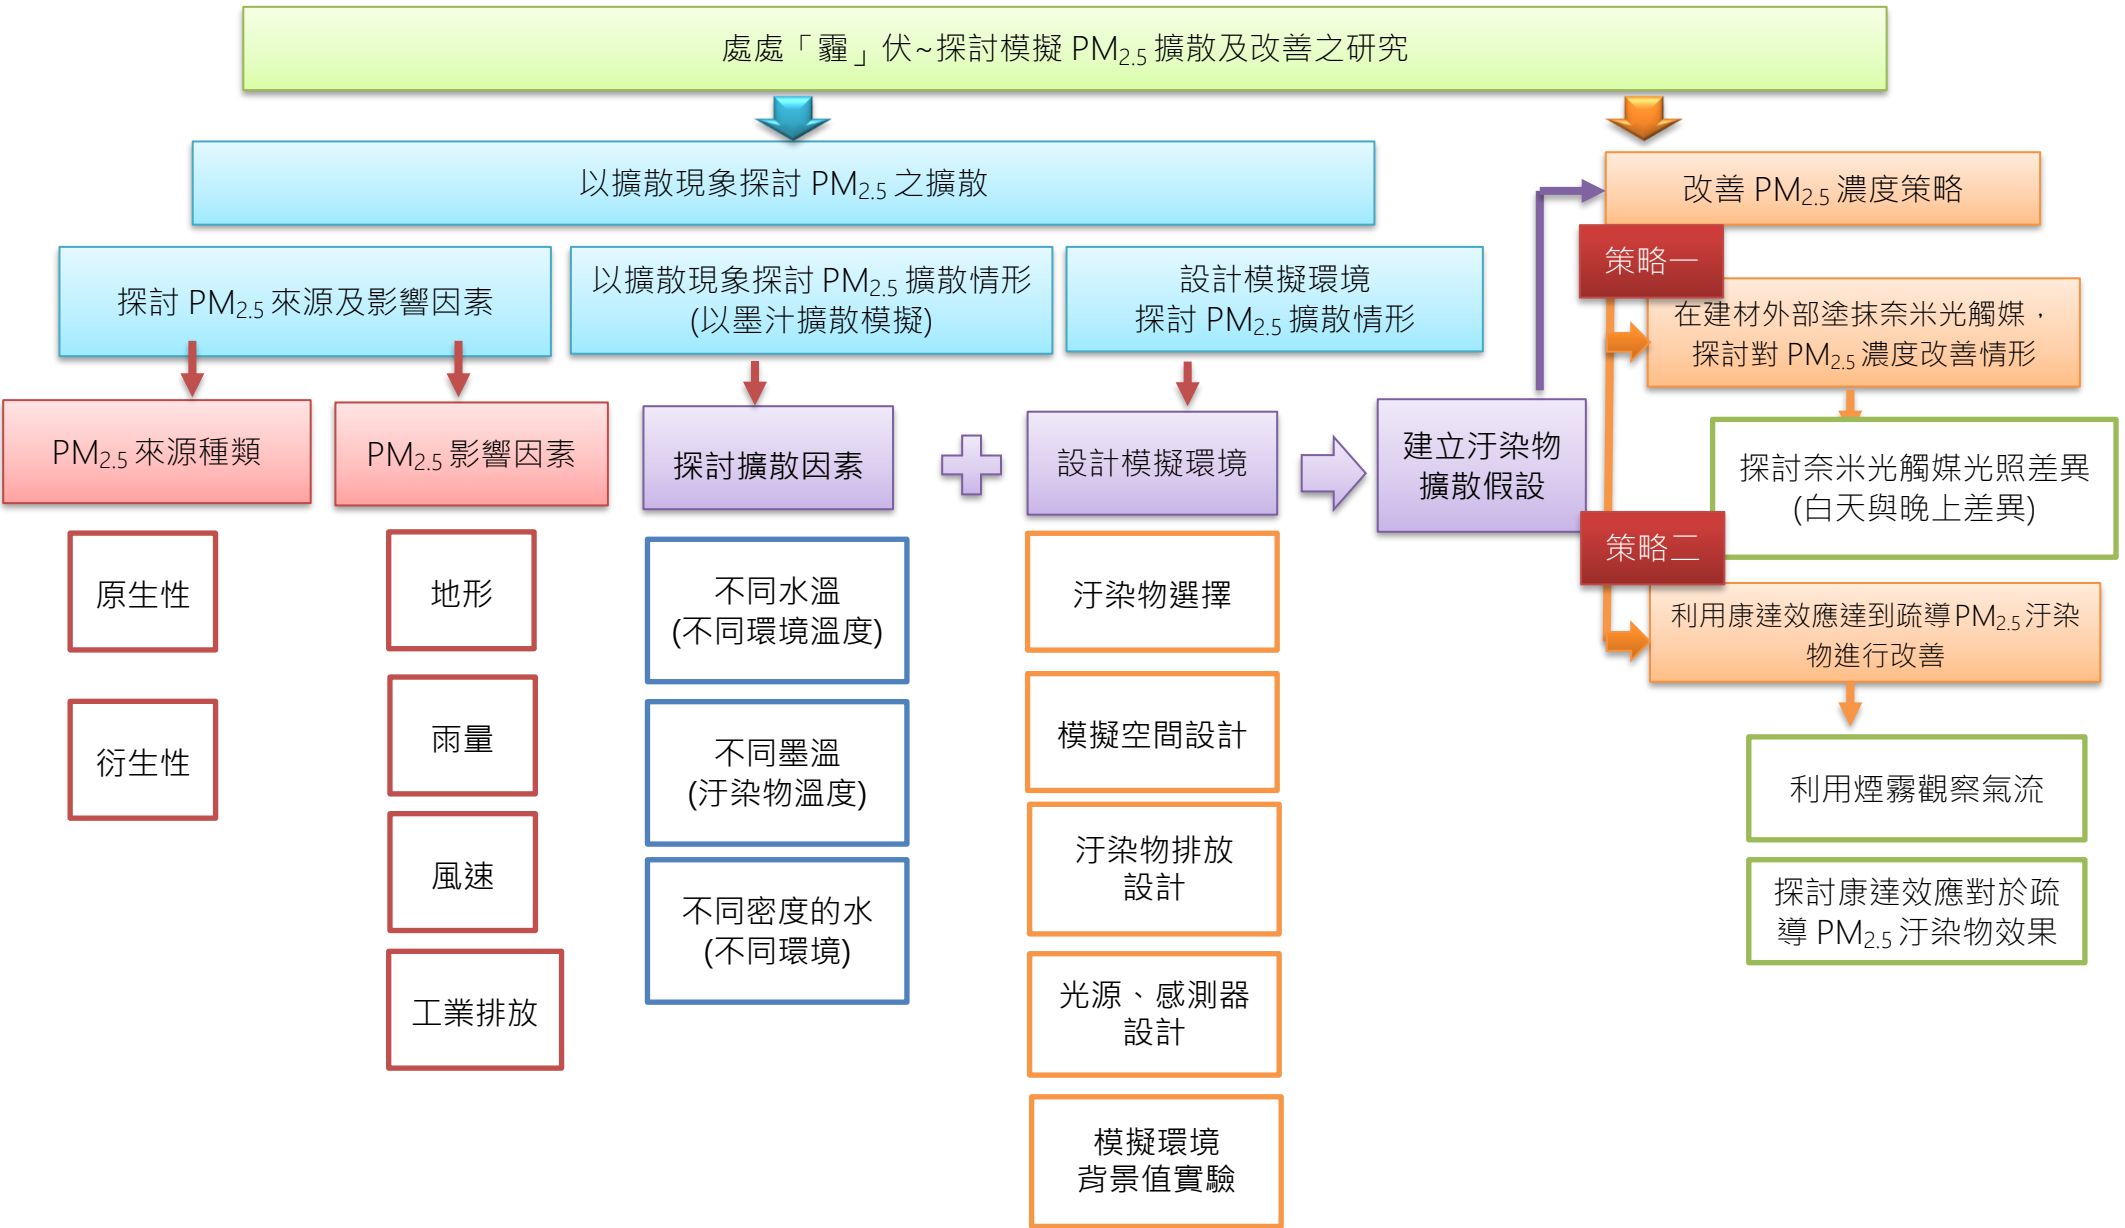 處處「霾」伏~探討模擬 PM2.5 擴散及改善之研究
以擴散現象探討 PM2.5 之擴散
改善 PM2.5 濃度策略
探討 PM2.5 來源及影響因素
以擴散現象探討 PM2.5 擴散情形
(以墨汁擴散模擬)
設計模擬環境
探討 PM2.5 擴散情形
策略一
在建材外部塗抹奈米光觸媒，
探討對 PM2.5 濃度改善情形
PM2.5 來源種類
PM2.5 影響因素
探討擴散因素
設計模擬環境
建立汙染物
擴散假設
探討奈米光觸媒光照差異
(白天與晚上差異)
策略二
利用康達效應達到疏導PM2.5 汙染
物進行改善
原生性
衍生性
地形
雨量
風速
工業排放
不同水溫
(不同環境溫度)
不同墨溫
(汙染物溫度)
不同密度的水
(不同環境)
汙染物選擇
模擬空間設計
汙染物排放
設計
光源、感測器
設計
模擬環境
背景值實驗
利用煙霧觀察氣流
探討康達效應對於疏
導 PM2.5 汙染物效果